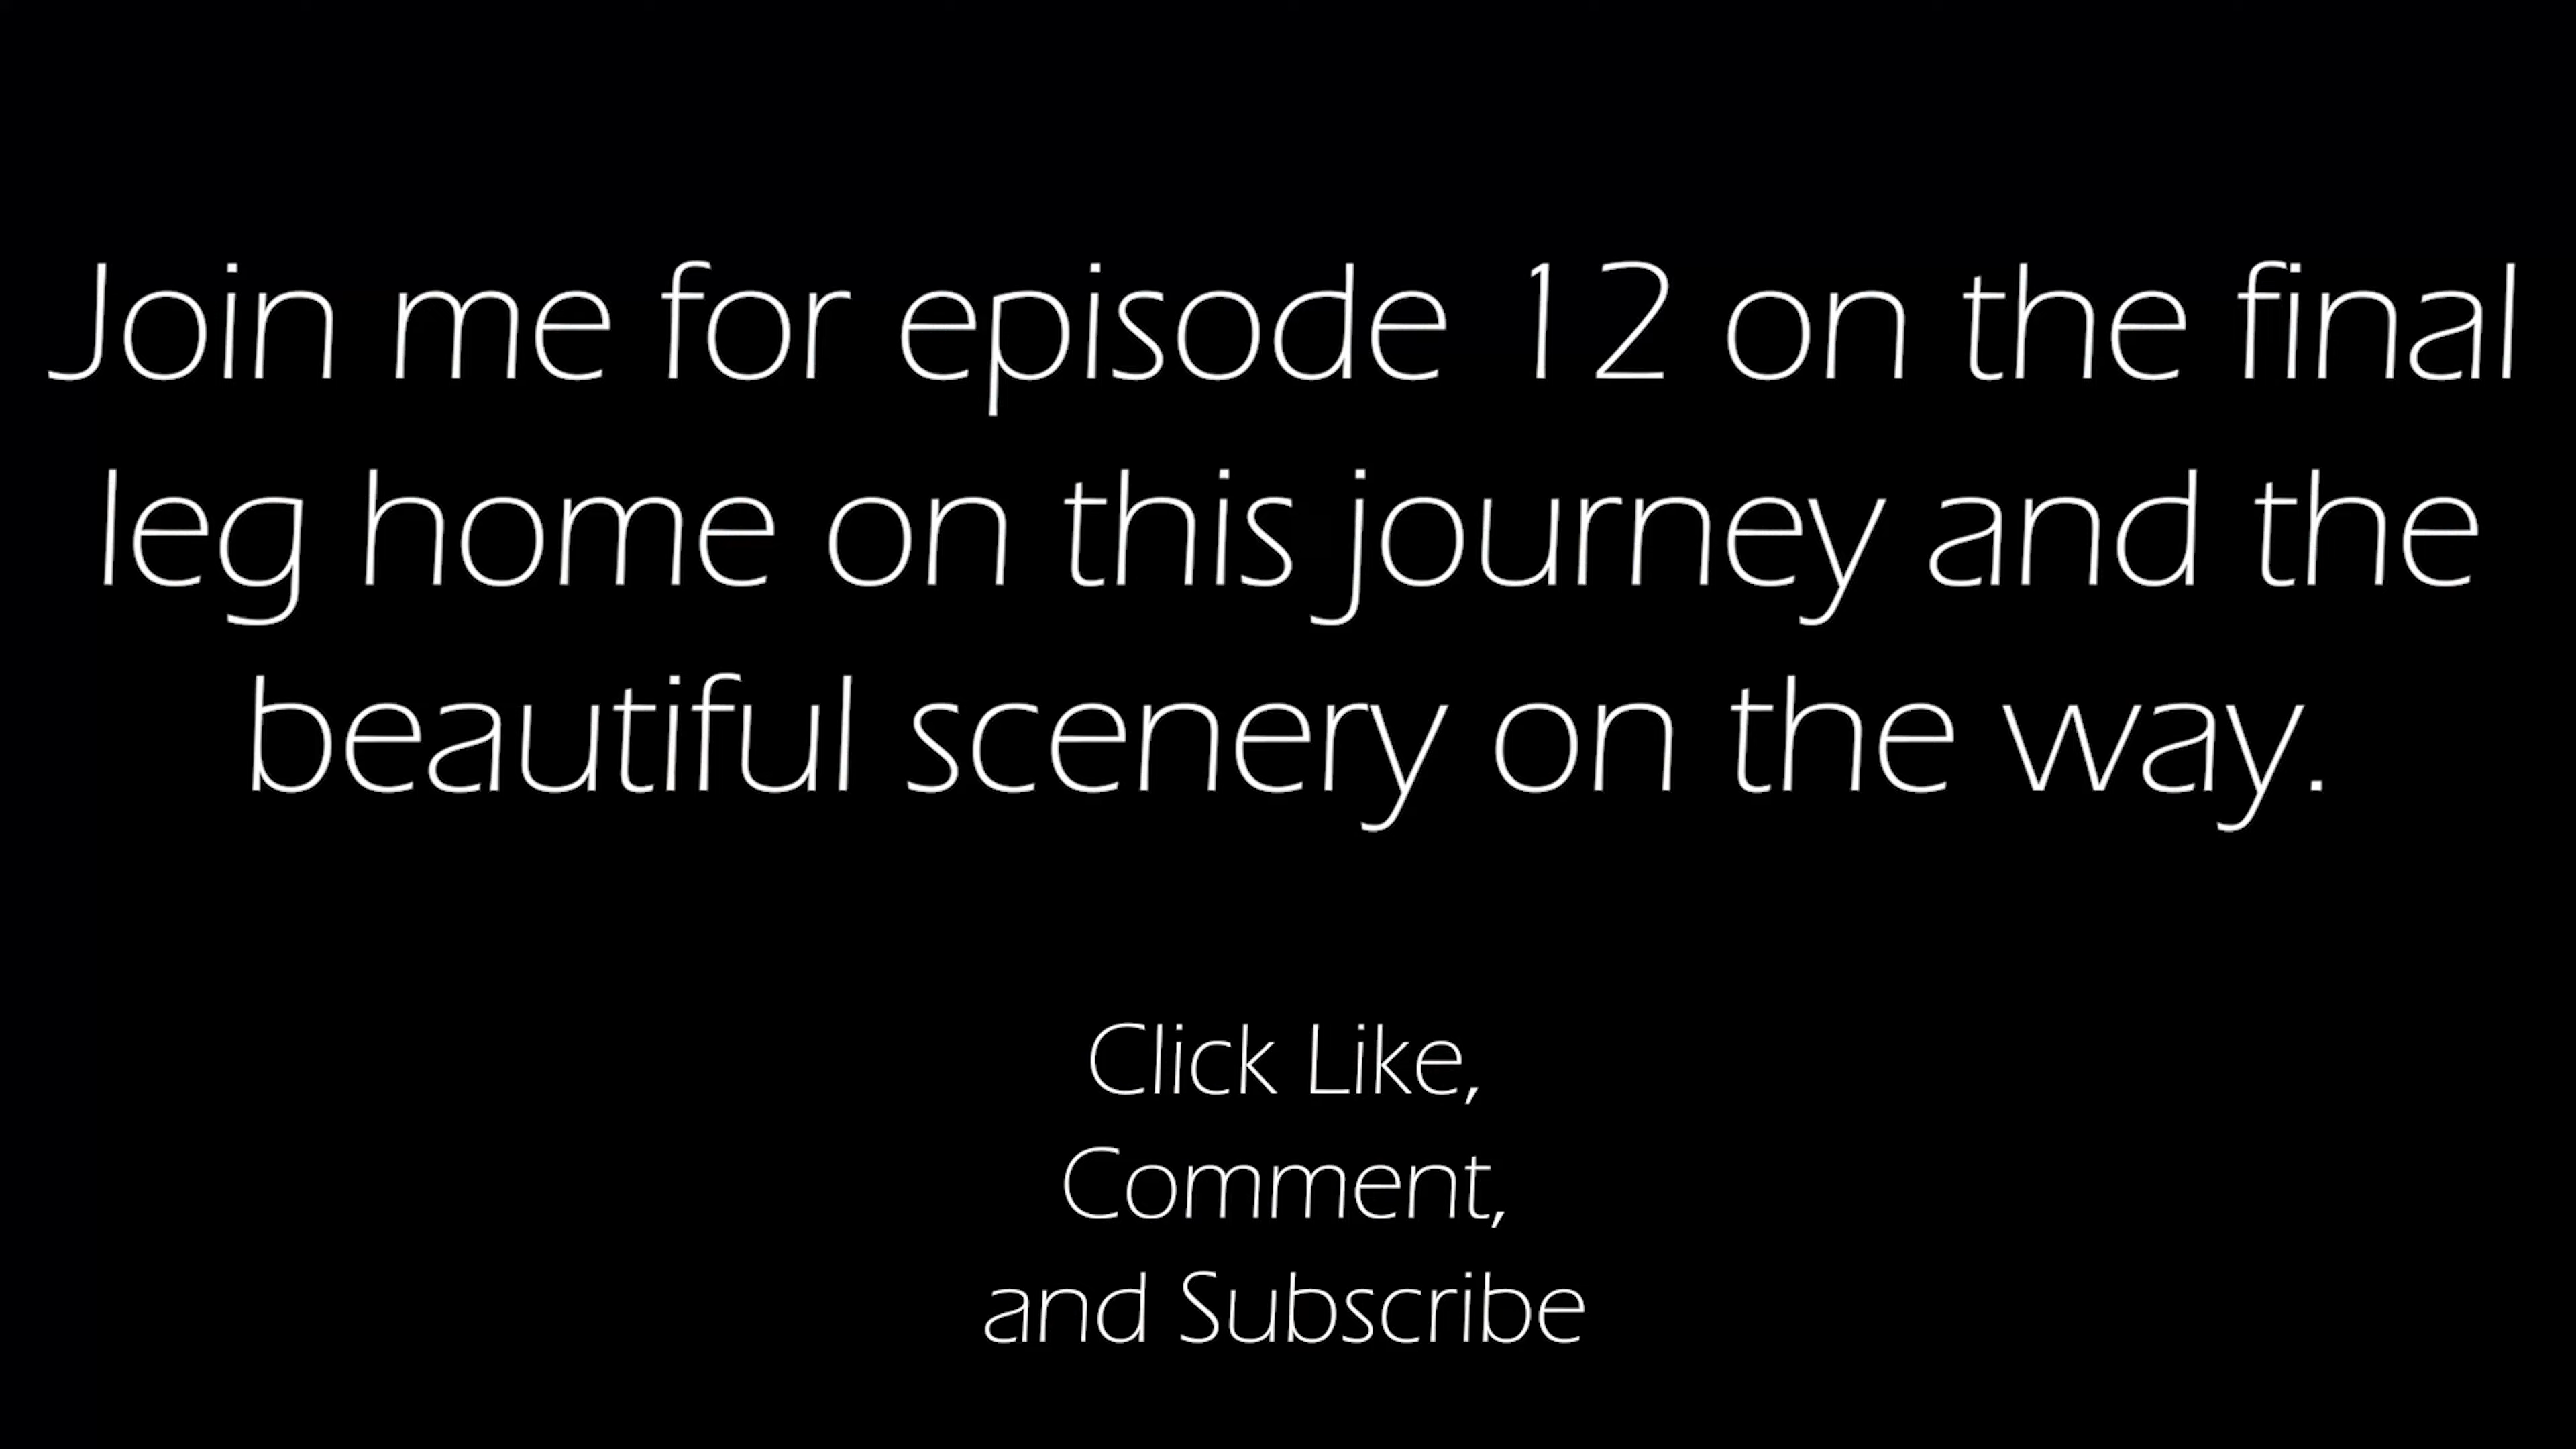 Join me for episode 12 on the final
leg home on this journey and the
beautiful scenery on the way.
Click Like,
Comment,
and Subscribe